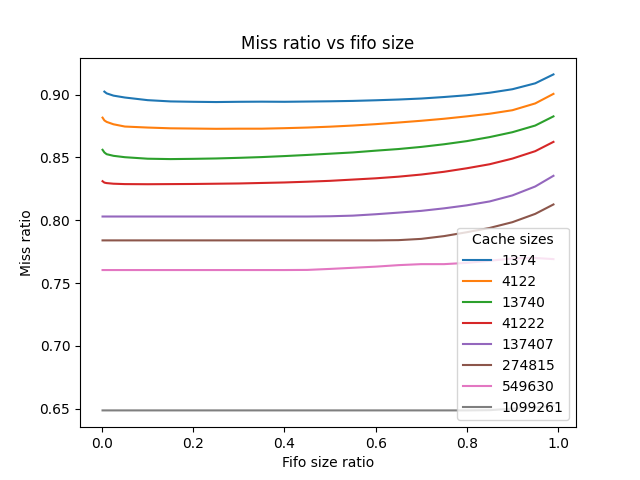 Miss ratio vs fifo size
Miss ratio
0.90
0.85
0.80
0.75
0.70
0.65
Cache sizes
1374
4122
13740
41222
137407
274815
549630
1099261
0.0 0.2 0.4 0.6 0.8 1.0
Fifo size ratio